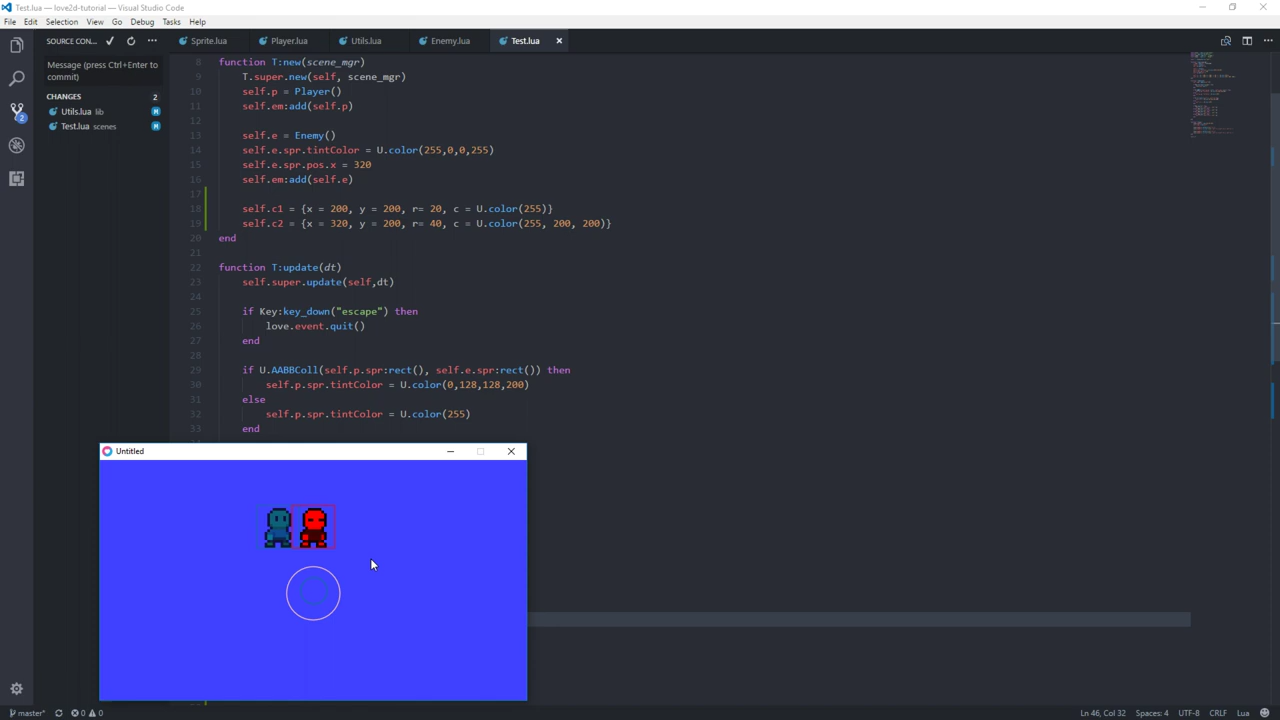 Test.lua — love2d-tutorial — Visual Studio Code
File Edit Selection View Go Debug Tasks Help
SOURCE CON...
Sprite.lua Player.lua Utils.lua Enemy.lua Test.lua
Message (press Ctrl+Enter to
commit)
CHANGES 2
Utils.lua lib M
Test.lua scenes M
2
8 function T:new(scene_mgr)
9 T.super.new(self, scene_mgr)
10 self.p = Player()
11 self.em:add(self.p)
12
13 self.e = Enemy()
14 self.e.spr.tintColor = U.color(255,0,0,255)
15 self.e.spr.pos.x = 320
16 self.em:add(self.e)
17
18 self.c1 = {x = 200, y = 200, r= 20, c = U.color(255)}
19 self.c2 = {x = 320, y = 200, r= 40, c = U.color(255, 200, 200)}
20 end
21
22 function T:update(dt)
23 self.super.update(self,dt)
24
25 if Key:key_down("escape") then
26 love.event.quit()
27 end
28
29 if U.AABBColl(self.p.spr:rect(), self.e.spr:rect()) then
30 self.p.spr.tintColor = U.color(0,128,128,200)
31 else
32 self.p.spr.tintColor = U.color(255)
33 end
Untitled
master* 0 0 Ln 46, Col 32 Spaces: 4 UTF-8 CRLF Lua